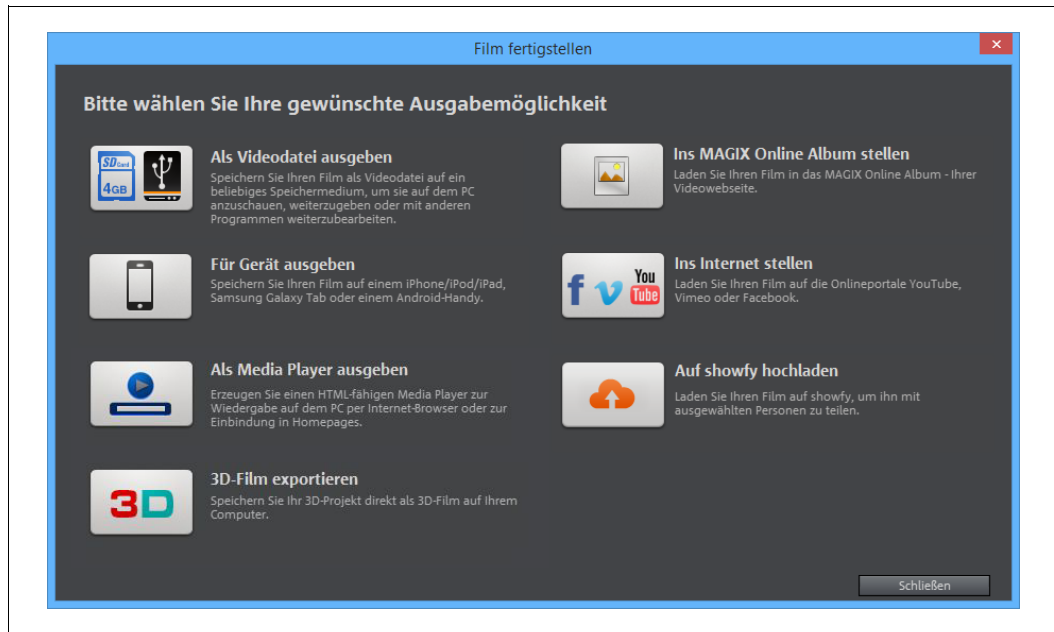 Film fertigstellen
Bitte wählen Sie Ihre gewünschte Ausgabemöglichkeit
SD Card
4GB
Als Videodatei ausgeben
Speichern Sie Ihren Film als Videodatei auf ein
beliebiges Speichermedium, um sie auf dem PC
anzuschauen, weiterzugeben oder mit anderen
Programmen weiterzubearbeiten.
Für Gerät ausgeben
Speichern Sie Ihren Film auf einem iPhone/iPod/iPad,
Samsung Galaxy Tab oder einem Android-Handy.
Als Media Player ausgeben
Erzeugen Sie einen HTML-fähigen Media Player zur
Wiedergabe auf dem PC per Internet-Browser oder zur
Einbindung in Homepages.
3D
3D-Film exportieren
Speichern Sie Ihr 3D-Projekt direkt als 3D-Film auf Ihrem
Computer.
Ins MAGIX Online Album stellen
Laden Sie Ihren Film in das MAGIX Online Album - Ihrer
Videowebseite.
f v You
Tube
Ins Internet stellen
Laden Sie Ihren Film auf die Onlineportale YouTube,
Vimeo oder Facebook.
Auf showfy hochladen
Laden Sie Ihren Film auf showfy, um ihn mit
ausgewählten Personen zu teilen.
Schließen